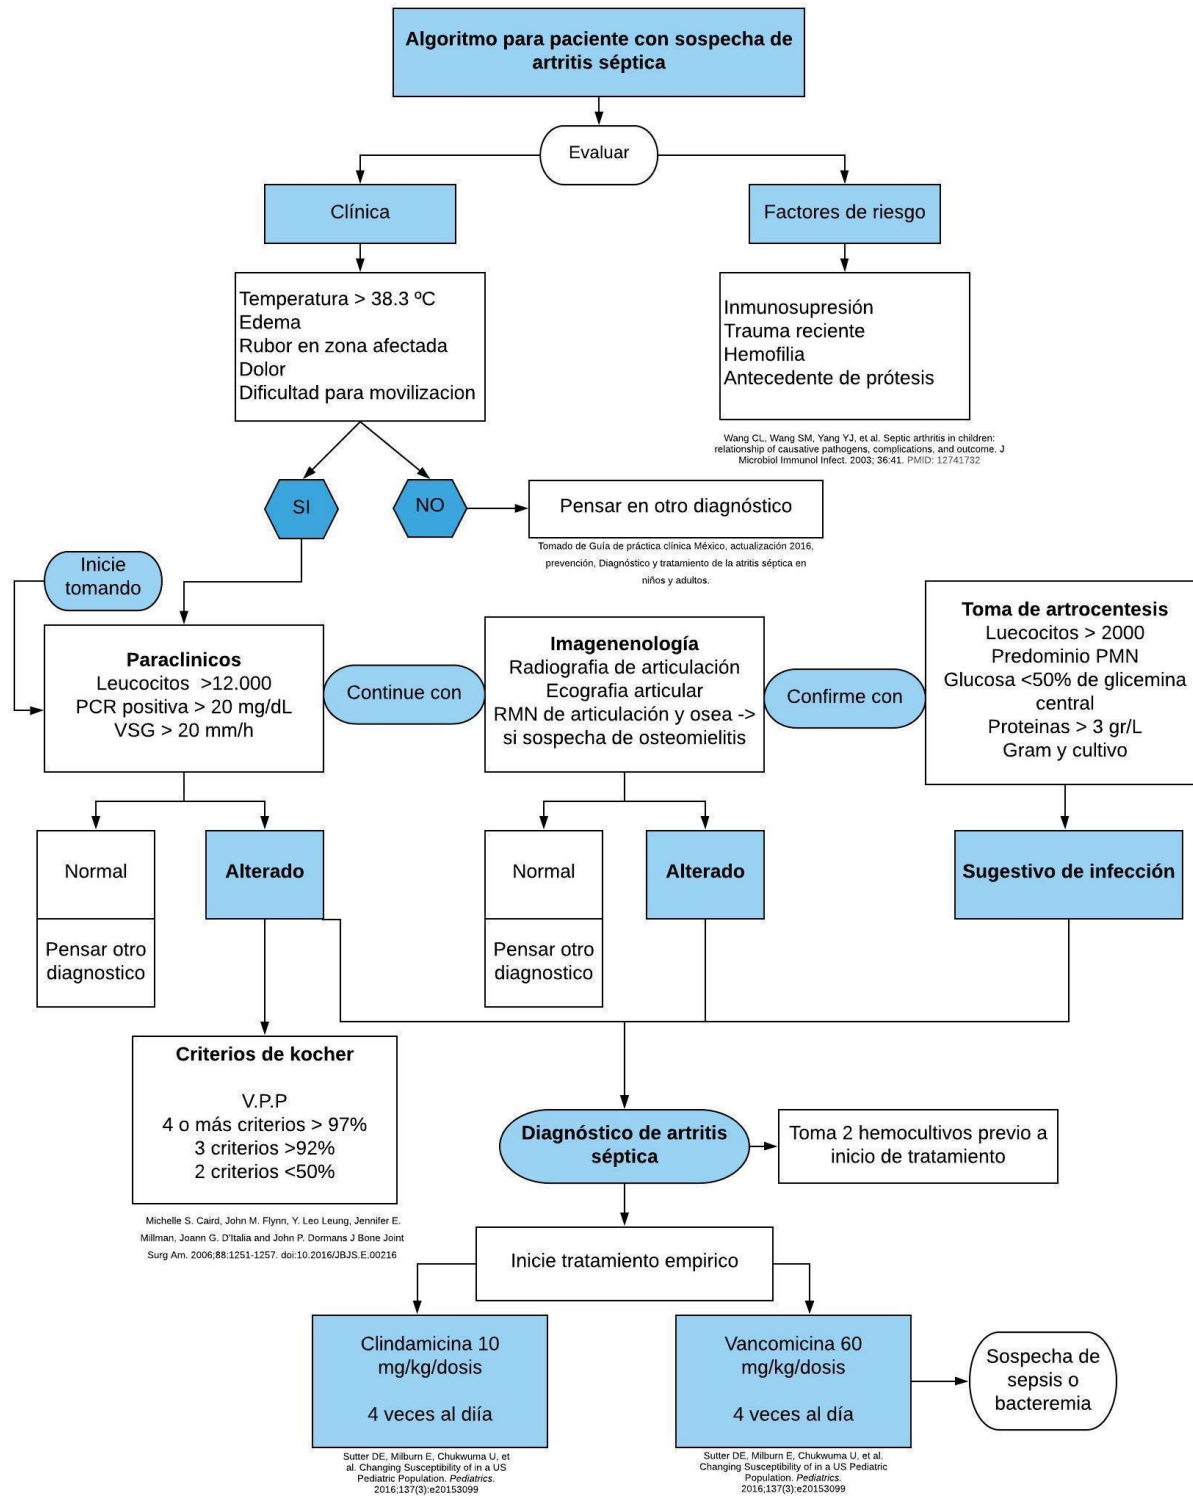 Algoritmo para paciente con sospecha de
artritis séptica
Evaluar
Clínica
Factores de riesgo
Temperatura > 38.3 ºC
Edema
Rubor en zona afectada
Dolor
Dificultad para movilizacion
Inmunosupresión
Trauma reciente
Hemofilia
Antecedente de prótesis
Wang CL, Wang SM, Yang YJ, et al. Septic arthritis in children:
relationship of causative pathogens, complications, and outcome. J
Microbiol Immunol Infect. 2003; 36:41. PMID: 12741732
SI
NO
Pensar en otro diagnóstico
Tomado de Guía de práctica clínica México, actualización 2016,
prevención, Diagnóstico y tratamiento de la atritis séptica en
niños y adultos.
Inicie
tomando
Paraclinicos
Leucocitos >12.000
PCR positiva > 20 mg/dL
VSG > 20 mm/h
Continue con
Imagenenología
Radiografia de articulación
Ecografia articular
RMN de articulación y osea ->
si sospecha de osteomielitis
Confirme con
Toma de artrocentesis
Luecocitos > 2000
Predominio PMN
Glucosa <50% de glicemina
central
Proteinas > 3 gr/L
Gram y cultivo
Normal
Alterado
Normal
Alterado
Sugestivo de infección
Pensar otro
diagnostico
Pensar otro
diagnostico
Criterios de kocher
V.P.P
4 o más criterios > 97%
3 criterios >92%
2 criterios <50%
Michelle S. Caird, John M. Flynn, Y. Leo Leung, Jennifer E.
Millman, Joann G. D'Italia and John P. Dormans J Bone Joint
Surg Am. 2006;88:1251-1257. doi:10.2016/JBJS.E.00216
Diagnóstico de artritis
séptica
Toma 2 hemocultivos previo a
inicio de tratamiento
Inicie tratamiento empirico
Clindamicina 10
mg/kg/dosis
4 veces al diía
Vancomicina 60
mg/kg/dosis
4 veces al día
Sospecha de
sepsis o
bacteremia
Sutter DE, Milburn E, Chukwuma U, et
al. Changing Susceptibility of in a US
Pediatric Population. Pediatrics.
2016;137(3):e20153099
Sutter DE, Milburn E, Chukwuma U, et al.
Changing Susceptibility of in a US Pediatric
Population. Pediatrics.
2016;137(3):e20153099